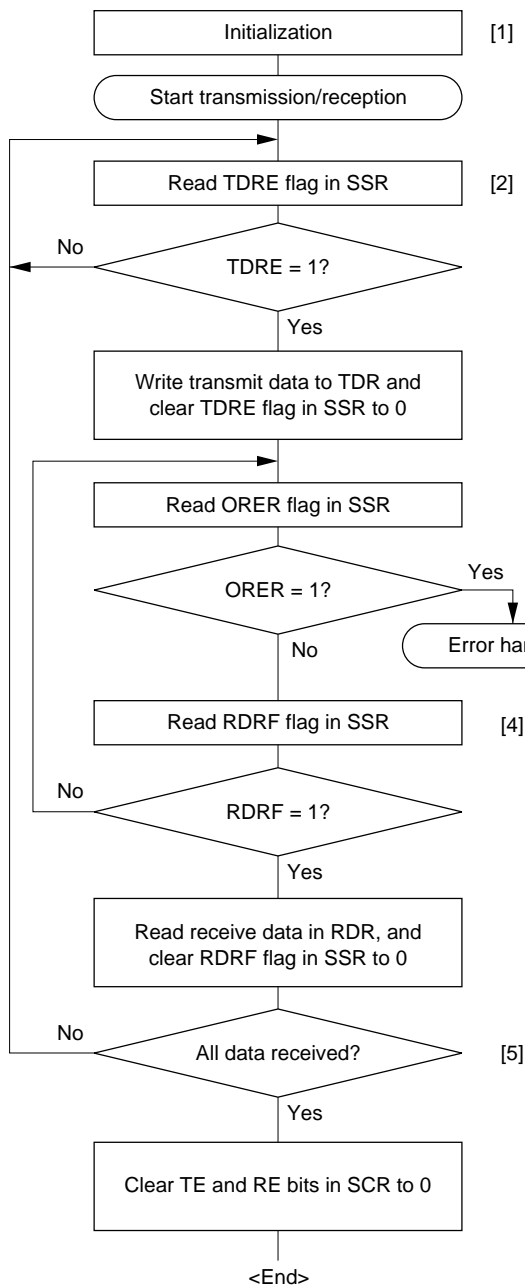 Initialization [1]
Start transmission/reception
Read TDRE flag in SSR [2]
No
TDRE = 1?
Yes
Write transmit data to TDR and
clear TDRE flag in SSR to 0
Read ORER flag in SSR
Yes
ORER = 1?
No
Error
Read RDRF flag in SSR [4]
No
RDRF = 1?
Yes
Read receive data in RDR, and
clear RDRF flag in SSR to 0
No
All data received? [5]
Yes
Clear TE and RE bits in SCR to 0
<End>